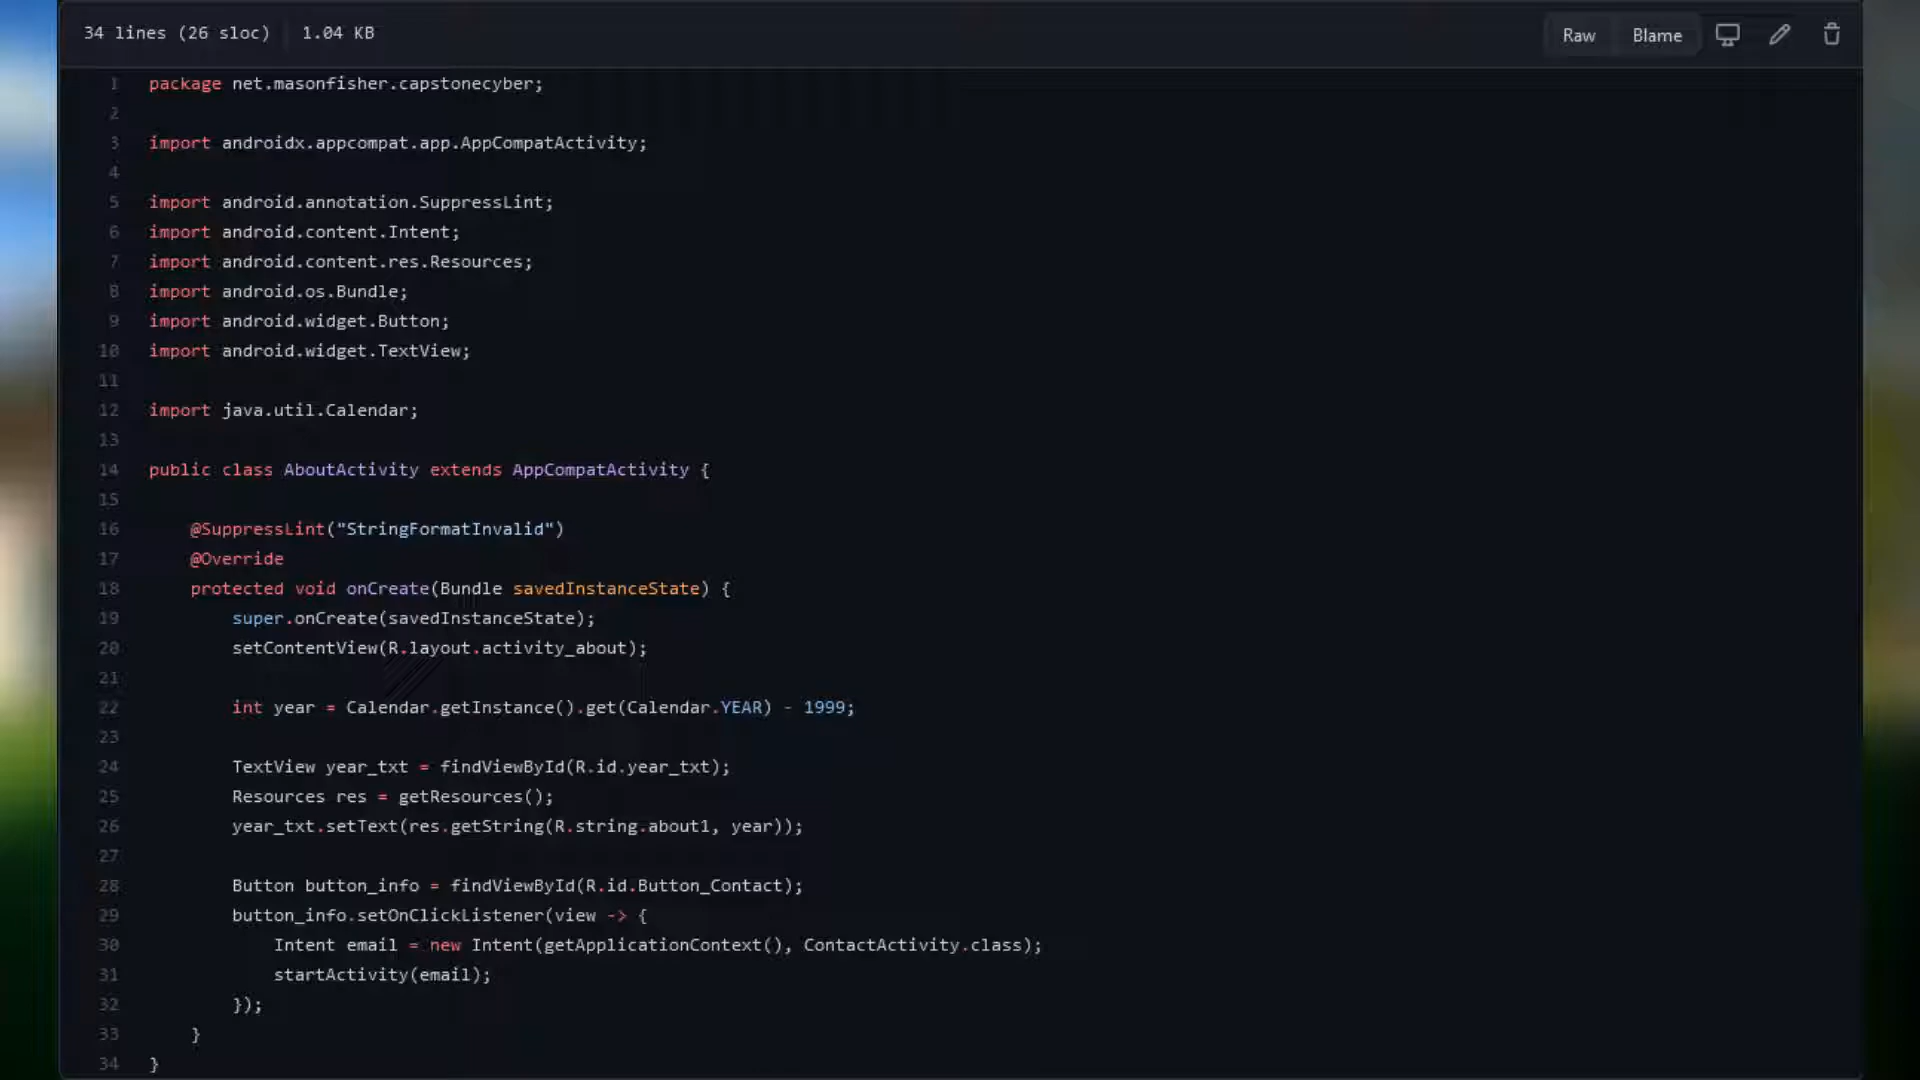 34 lines (26 sloc) 1.04 KB Raw Blame
1 package net.masonfisher.capstonecyber;
2
3 import androidx.appcompat.app.AppCompatActivity;
4
5 import android.annotation.SuppressLint;
6 import android.content.Intent;
7 import android.content.res.Resources;
8 import android.os.Bundle;
9 import android.widget.Button;
10 import android.widget.TextView;
11
12 import java.util.Calendar;
13
14 public class AboutActivity extends AppCompatActivity {
15
16 @SuppressLint("StringFormatInvalid")
17 @Override
18 protected void onCreate(Bundle savedInstanceState) {
19 super.onCreate(savedInstanceState);
20 setContentView(R.layout.activity_about);
21
22 int year = Calendar.getInstance().get(Calendar.YEAR) - 1999;
23
24 TextView year_txt = findViewById(R.id.year_txt);
25 Resources res = getResources();
26 year_txt.setText(res.getString(R.string.about1, year));
27
28 Button button_info = findViewById(R.id.Button_Contact);
29 button_info.setOnClickListener(view -> {
30 Intent email = new Intent(getApplicationContext(), ContactActivity.class);
31 startActivity(email);
32 });
33 }
34 }